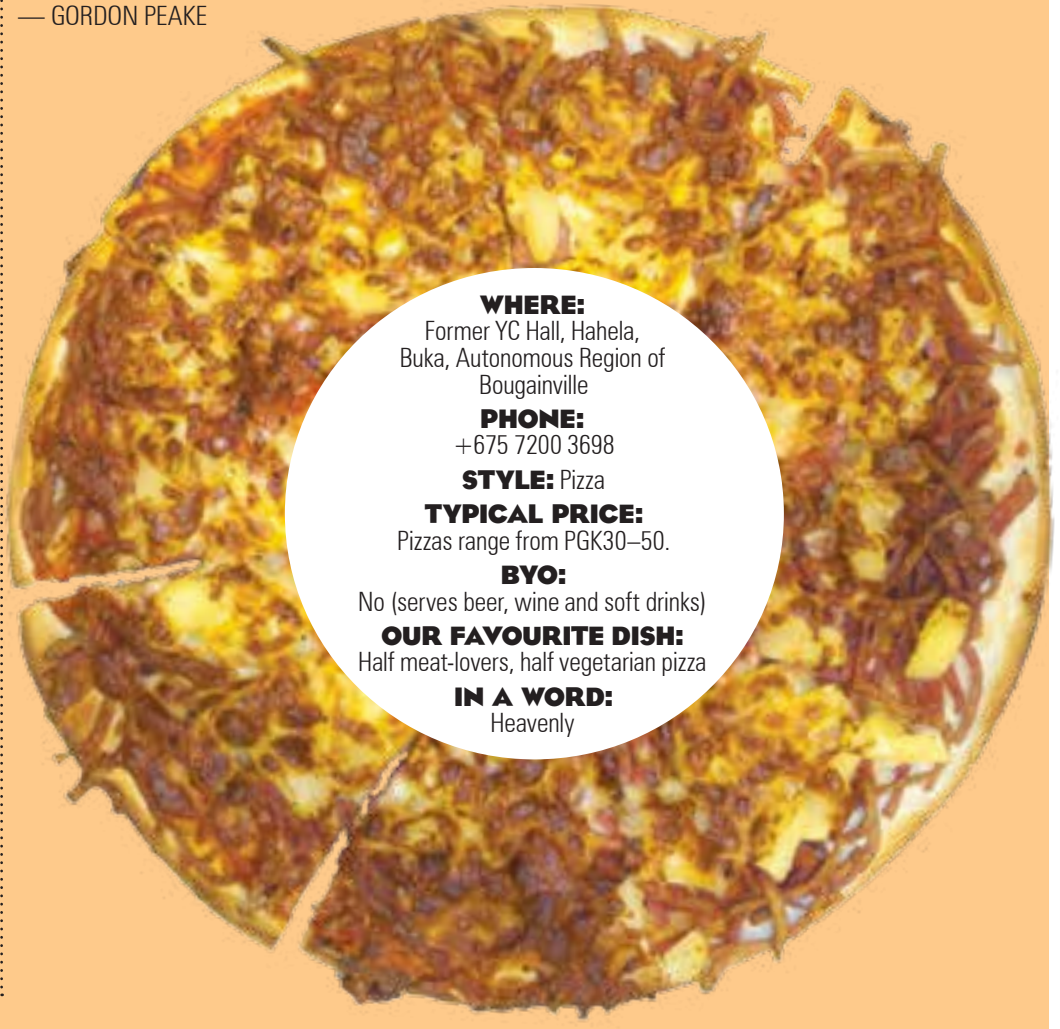 — GORDON PEAKE
WHERE:
Former YC Hall, Hahela,
Buka, Autonomous Region of
Bougainville
PHONE:
+675 7200 3698
STYLE: Pizza
TYPICAL PRICE:
Pizzas range from PGK30–50.
BYO:
No (serves beer, wine and soft drinks)
OUR FAVOURITE DISH:
Half meat-lovers, half vegetarian pizza
IN A WORD:
Heavenly